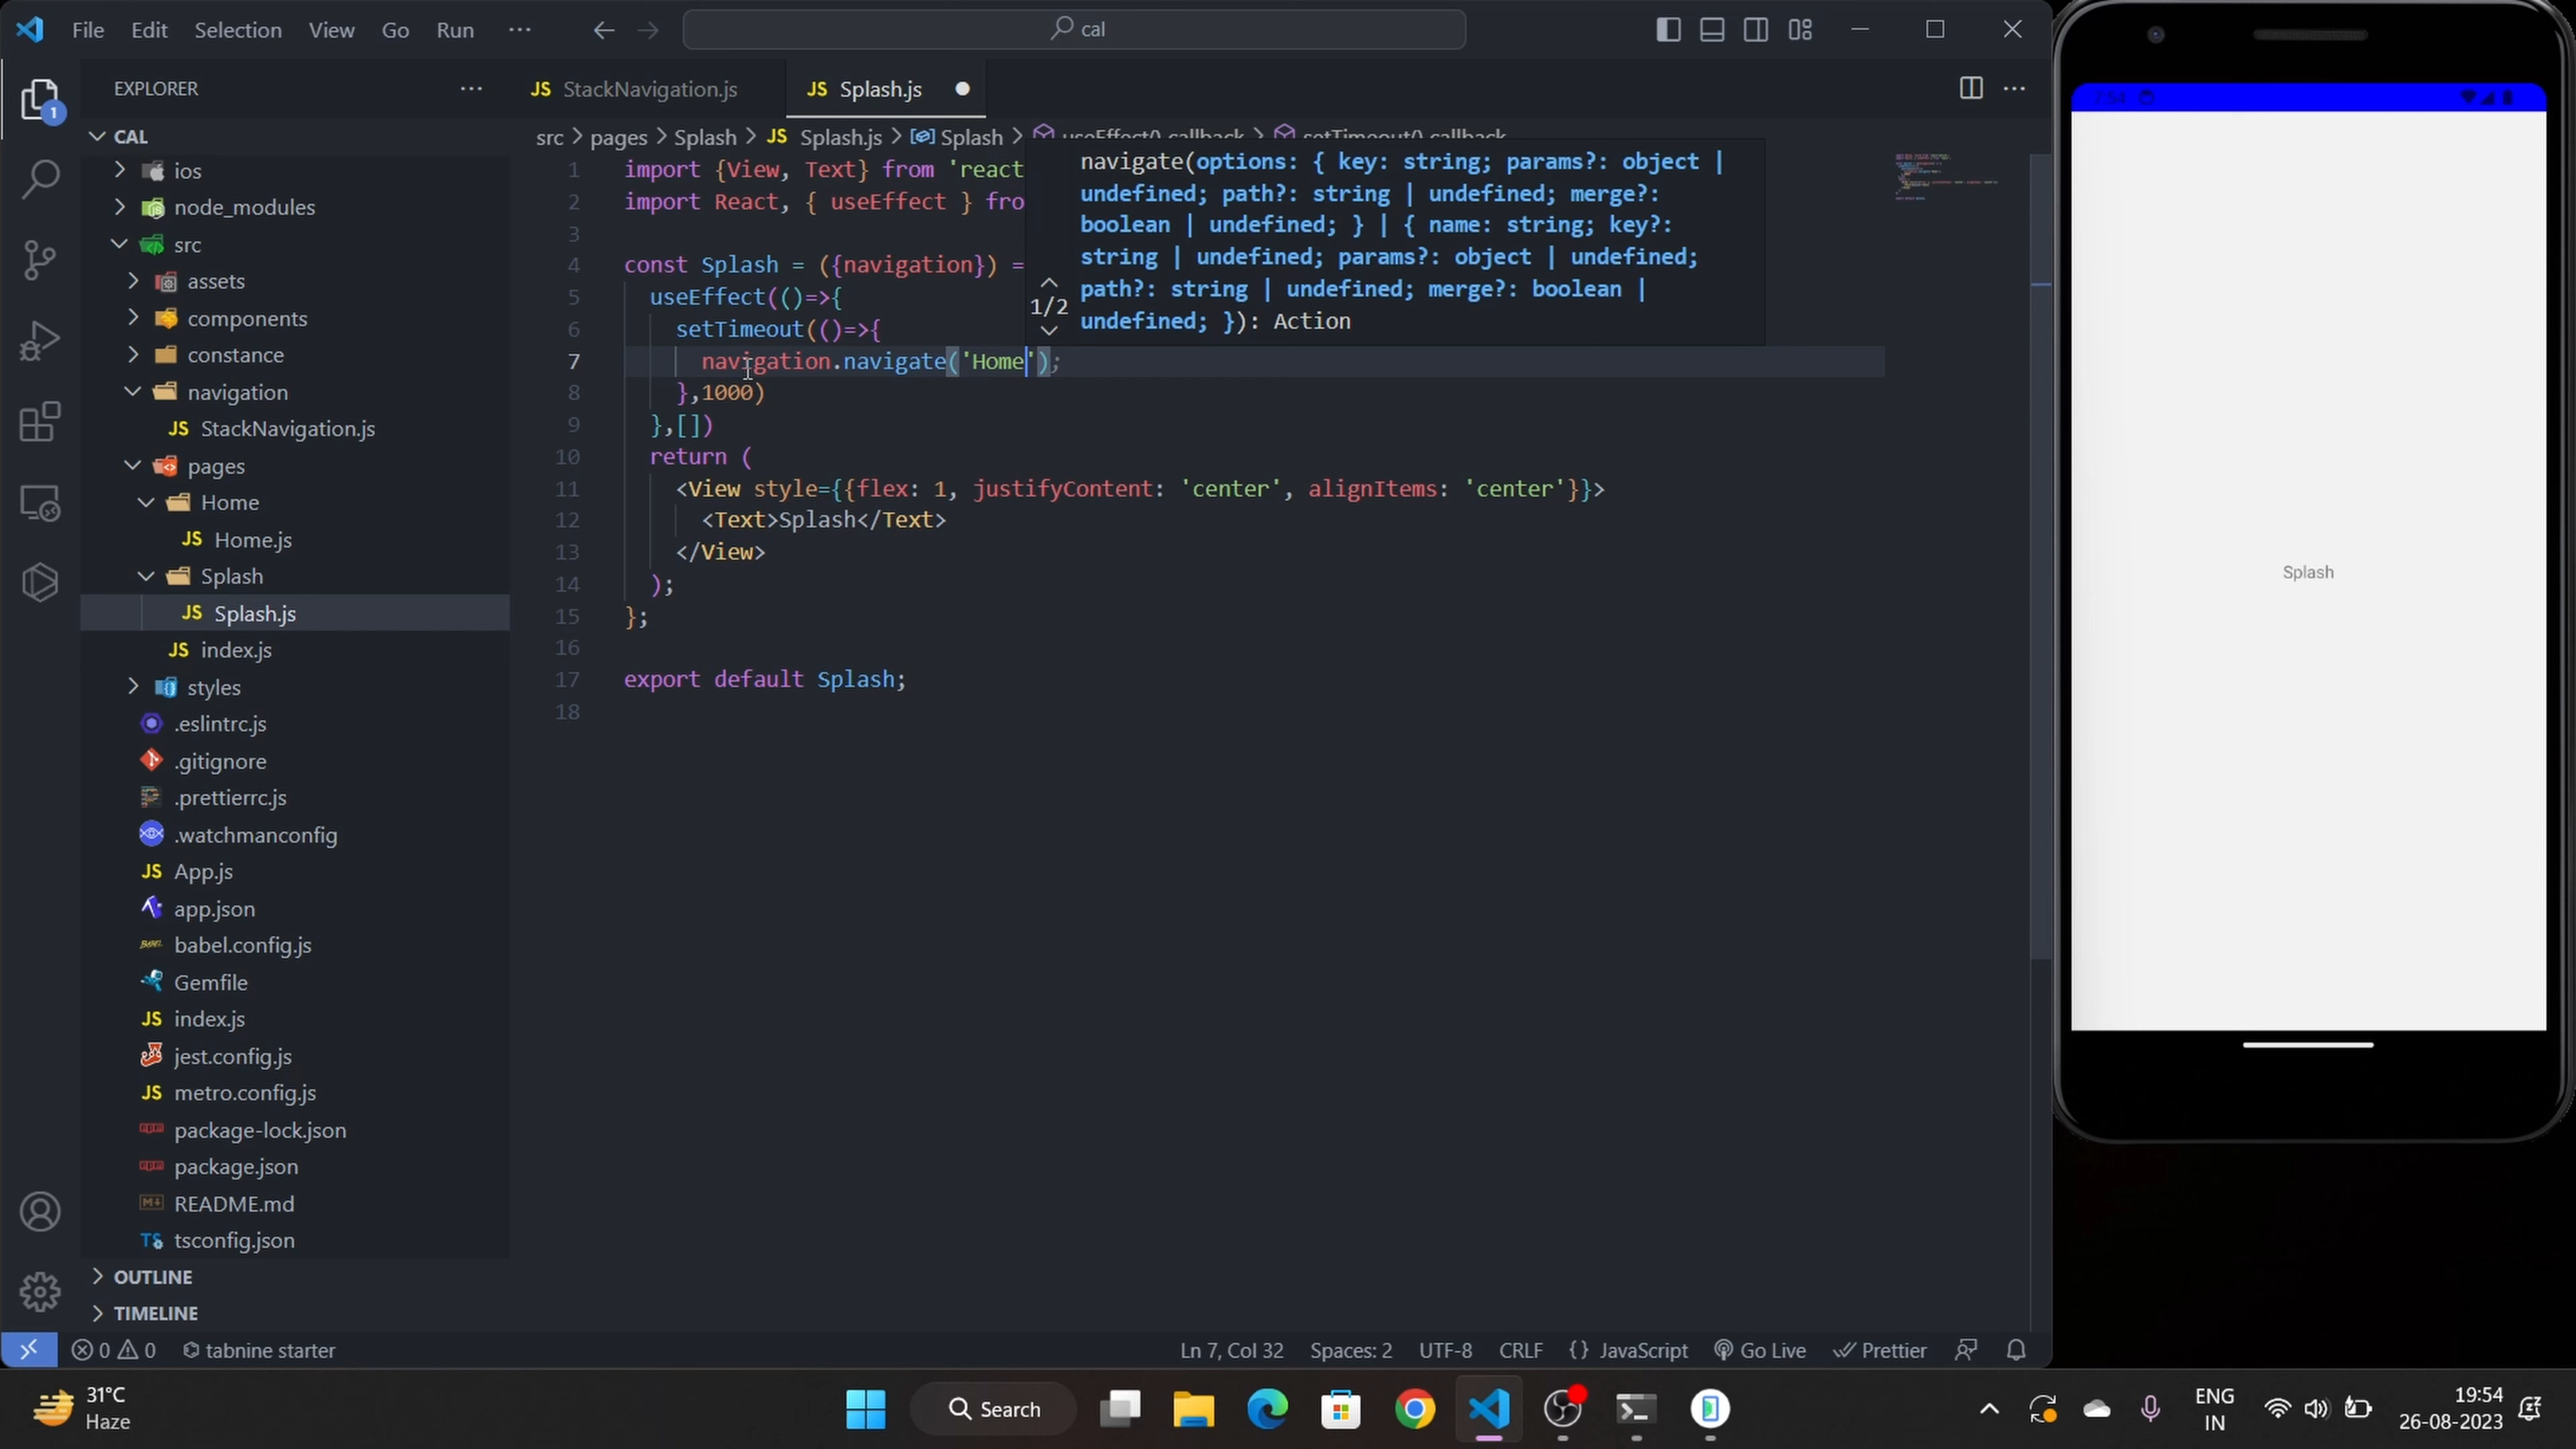 File Edit Selection View Go Run ··· cal
EXPLORER ···
JS StackNavigation.js
JS Splash.js
CAL
src > pages > Splash > JS Splash.js > Splash > useEffect() callback > setTimeout() callback
ios
node_modules
src
assets
components
constance
navigation
JS StackNavigation.js
pages
Home
JS Home.js
Splash
JS Splash.js
JS index.js
styles
.eslintrc.js
.gitignore
.prettierrc.js
.watchmanconfig
JS App.js
app.json
BABEL babel.config.js
Gemfile
JS index.js
jest.config.js
JS metro.config.js
package-lock.json
package.json
README.md
TS tsconfig.json
OUTLINE
TIMELINE
1 import {View, Text} from 'react
2 import React, { useEffect } fro
3
4 const Splash = ({navigation}) =
5 useEffect(()=>{
6 setTimeout(()=>{
7 navigation.navigate('Home');
8 },1000)
9 },[])
10 return (
11 <View style={{flex: 1, justifyContent: 'center', alignItems: 'center'}}>
12 <Text>Splash</Text>
13 </View>
14 );
15 };
16
17 export default Splash;
18
navigate(options: { key: string; params?: object |
undefined; path?: string | undefined; merge?:
boolean | undefined; } | { name: string; key?:
string | undefined; params?: object | undefined;
path?: string | undefined; merge?: boolean |
undefined; }): Action
1/2
1
7:54
Splash
0 0 tabnine starter Ln 7, Col 32 Spaces: 2 UTF-8 CRLF {} JavaScript Go Live Prettier
31°C
Haze
Search
ENG
IN
19:54
26-08-2023